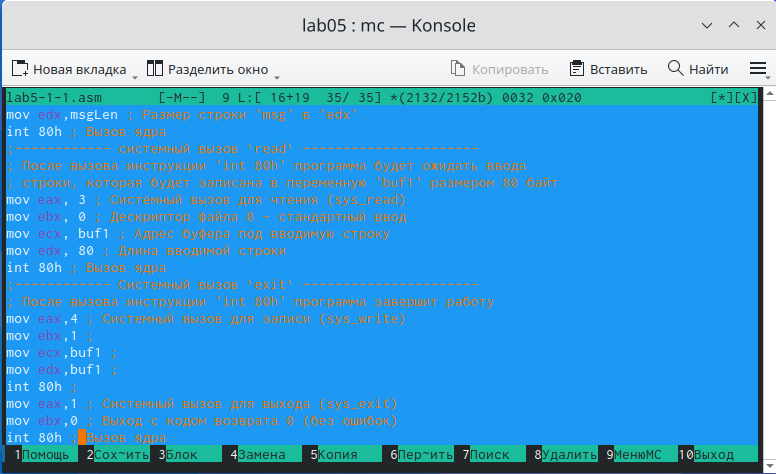 lab05 : mc — Konsole
Новая вкладка Разделить окно Копировать Вставить Найти
lab5-1-1.asm [-M--] 9 L:[ 16+19 35/ 35] *(2132/2152b) 0032 0x020 [*][X]
mov edx,msgLen ; Размер строки 'msg' в 'edx'
int 80h ; Вызов ядра
;------------ системный вызов `read` ----------------------
; После вызова инструкции 'int 80h' программа будет ожидать ввода
; строки, которая будет записана в переменную 'buf1' размером 80 байт
mov eax, 3 ; Системный вызов для чтения (sys_read)
mov ebx, 0 ; Дескриптор файла 0 - стандартный ввод
mov ecx, buf1 ; Адрес буфера под вводимую строку
mov edx, 80 ; Длина вводимой строки
int 80h ; Вызов ядра
;------------ Системный вызов `exit` ----------------------
; После вызова инструкции 'int 80h' программа завершит работу
mov eax,4 ; Системный вызов для записи (sys_write)
mov ebx,1 ;
mov ecx,buf1 ;
mov edx,buf1 ;
int 80h ;
mov eax,1 ; Системный вызов для выхода (sys_exit)
mov ebx,0 ; Выход с кодом возврата 0 (без ошибок)
int 80h ; Вызов ядра
1Помощь 2Сох~ить 3Блок 4Замена 5Копия 6Пер~ить 7Поиск 8Удалить 9МенюМС 10Выход